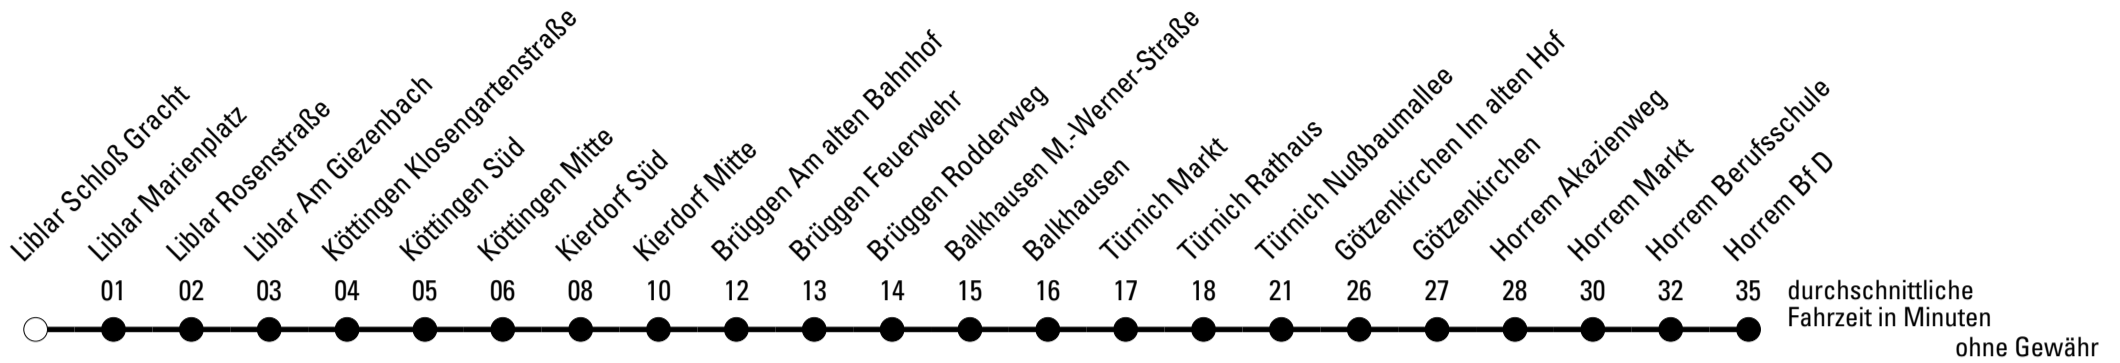 Liblar Schloß Gracht
Liblar Marienplatz
Liblar Rosenstraße
Liblar Am Giezenbach
Köttingen Klosengartenstraße
Köttingen Süd
Köttingen Mitte
Kierdorf Süd
Kierdorf Mitte
Brüggen Am alten Bahnhof
Brüggen Feuerwehr
Brüggen Rodderweg
Balkhausen M.-Werner-Straße
Balkhausen
Türnich Markt
Türnich Rathaus
Türnich Nußbaumallee
Götzenkirchen Im alten Hof
Götzenkirchen
Horrem Akazienweg
Horrem Markt
Horrem Berufsschule
Horrem Bf D
01 02 03 04 05 06 08 10 12 13 14 15 16 17 18 21 26 27 28 30 32 35 durchschnittliche
Fahrzeit in Minuten
ohne Gewähr